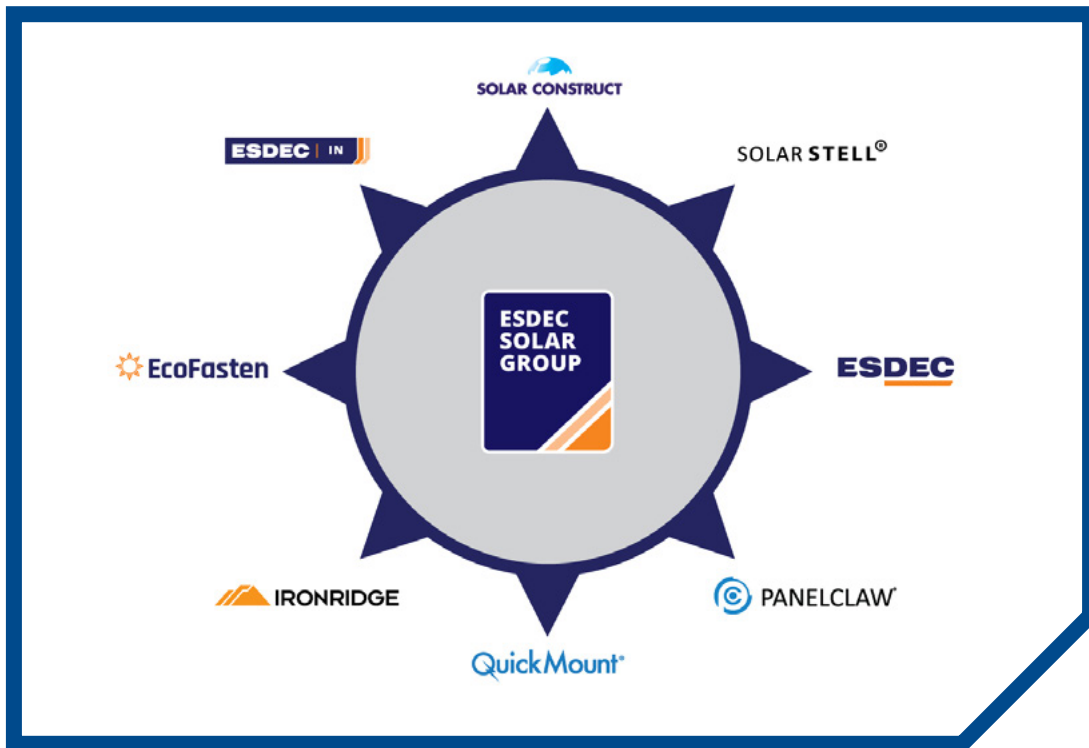 SOLAR CONSTRUCT
ESDEC | IN
SOLAR STELL®
ESDEC
SOLAR
GROUP
EcoFasten
ESDEC
IRONRIDGE
PANELCLAW®
QuickMount®